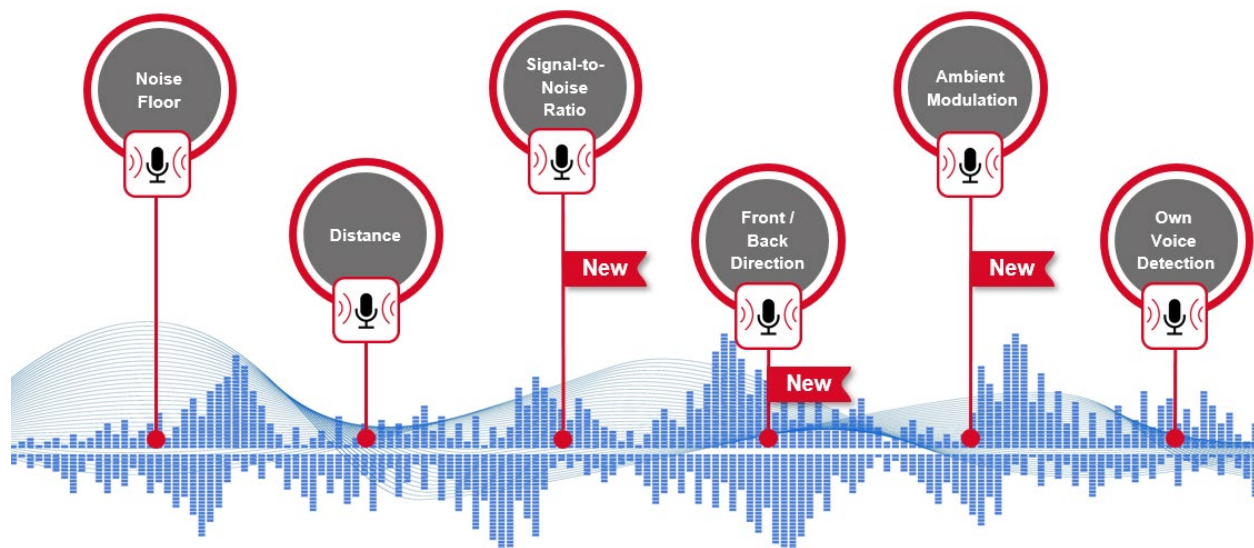 Noise
Floor
Distance
Signal-to-
Noise
Ratio
New
Front /
Back
Direction
New
Ambient
Modulation
New
Own
Voice
Detection